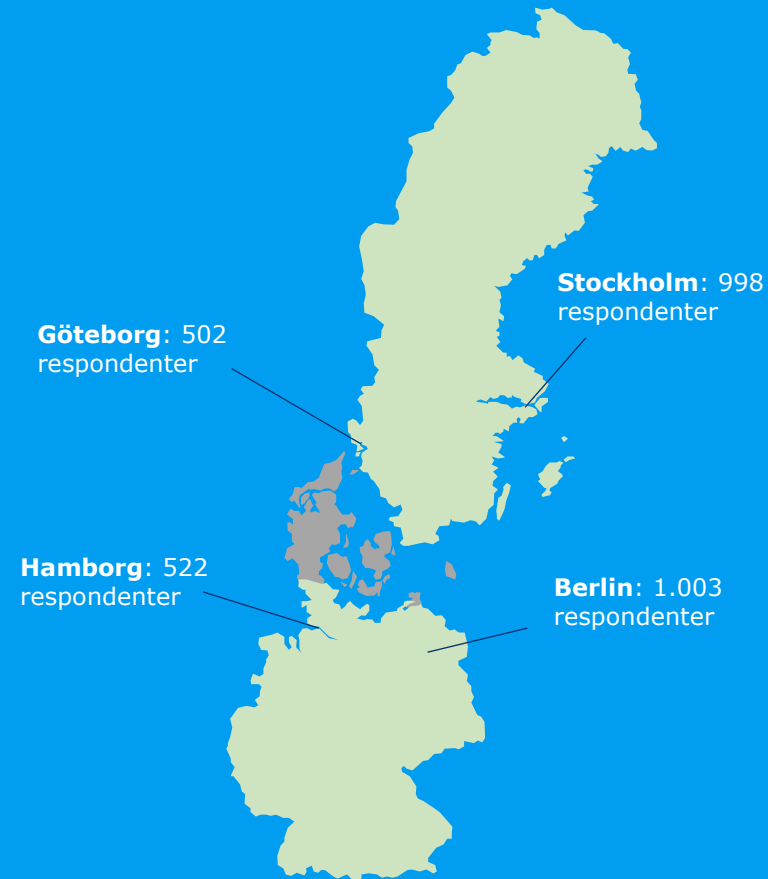 Stockholm: 998
respondenter
Göteborg: 502
respondenter
Hamborg: 522
respondenter
Berlin: 1.003
respondenter